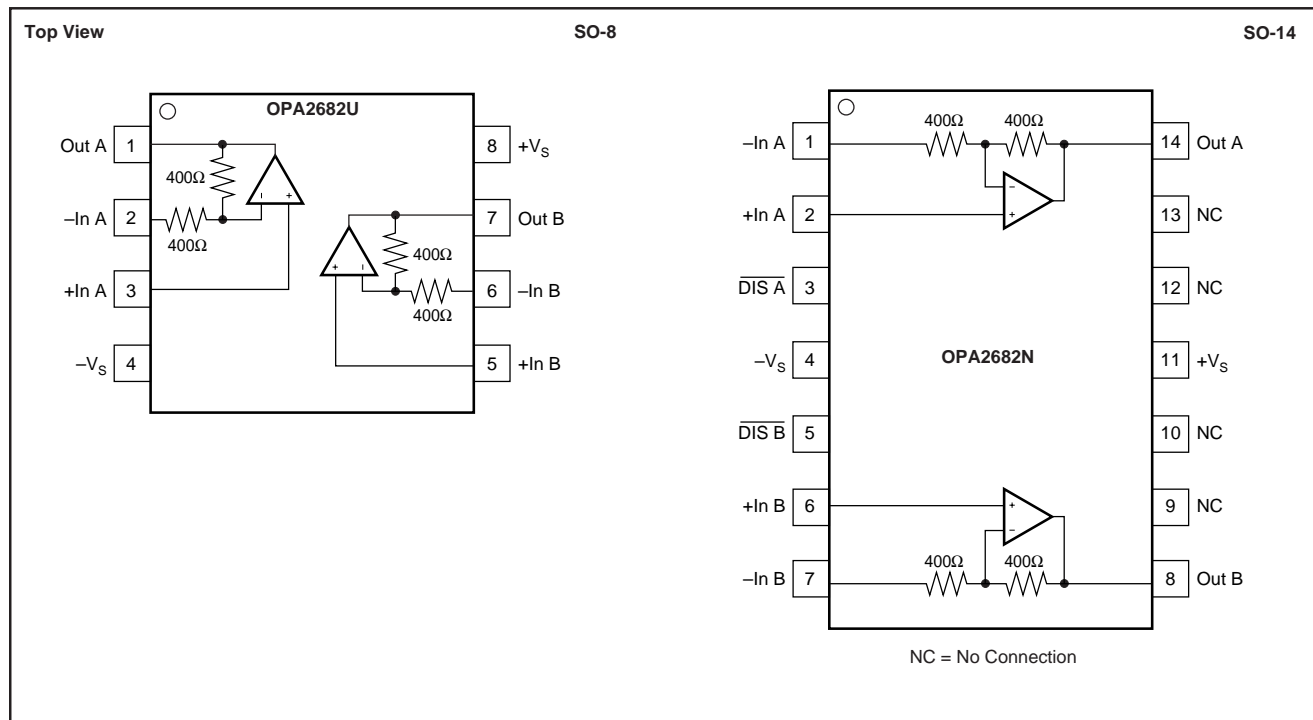 Top View
SO-8
SO-14
OPA2682U
Out A 1
–In A 2
+In A 3
–VS 4
8 +VS
7 Out B
6 –In B
5 +In B
400Ω
400Ω
400Ω
400Ω
–
+
+
–
OPA2682N
–In A 1
+In A 2
DIS A 3
–VS 4
DIS B 5
+In B 6
–In B 7
14 Out A
13 NC
12 NC
11 +VS
10 NC
9 NC
8 Out B
400Ω
400Ω
–
+
+
–
400Ω
400Ω
NC = No Connection